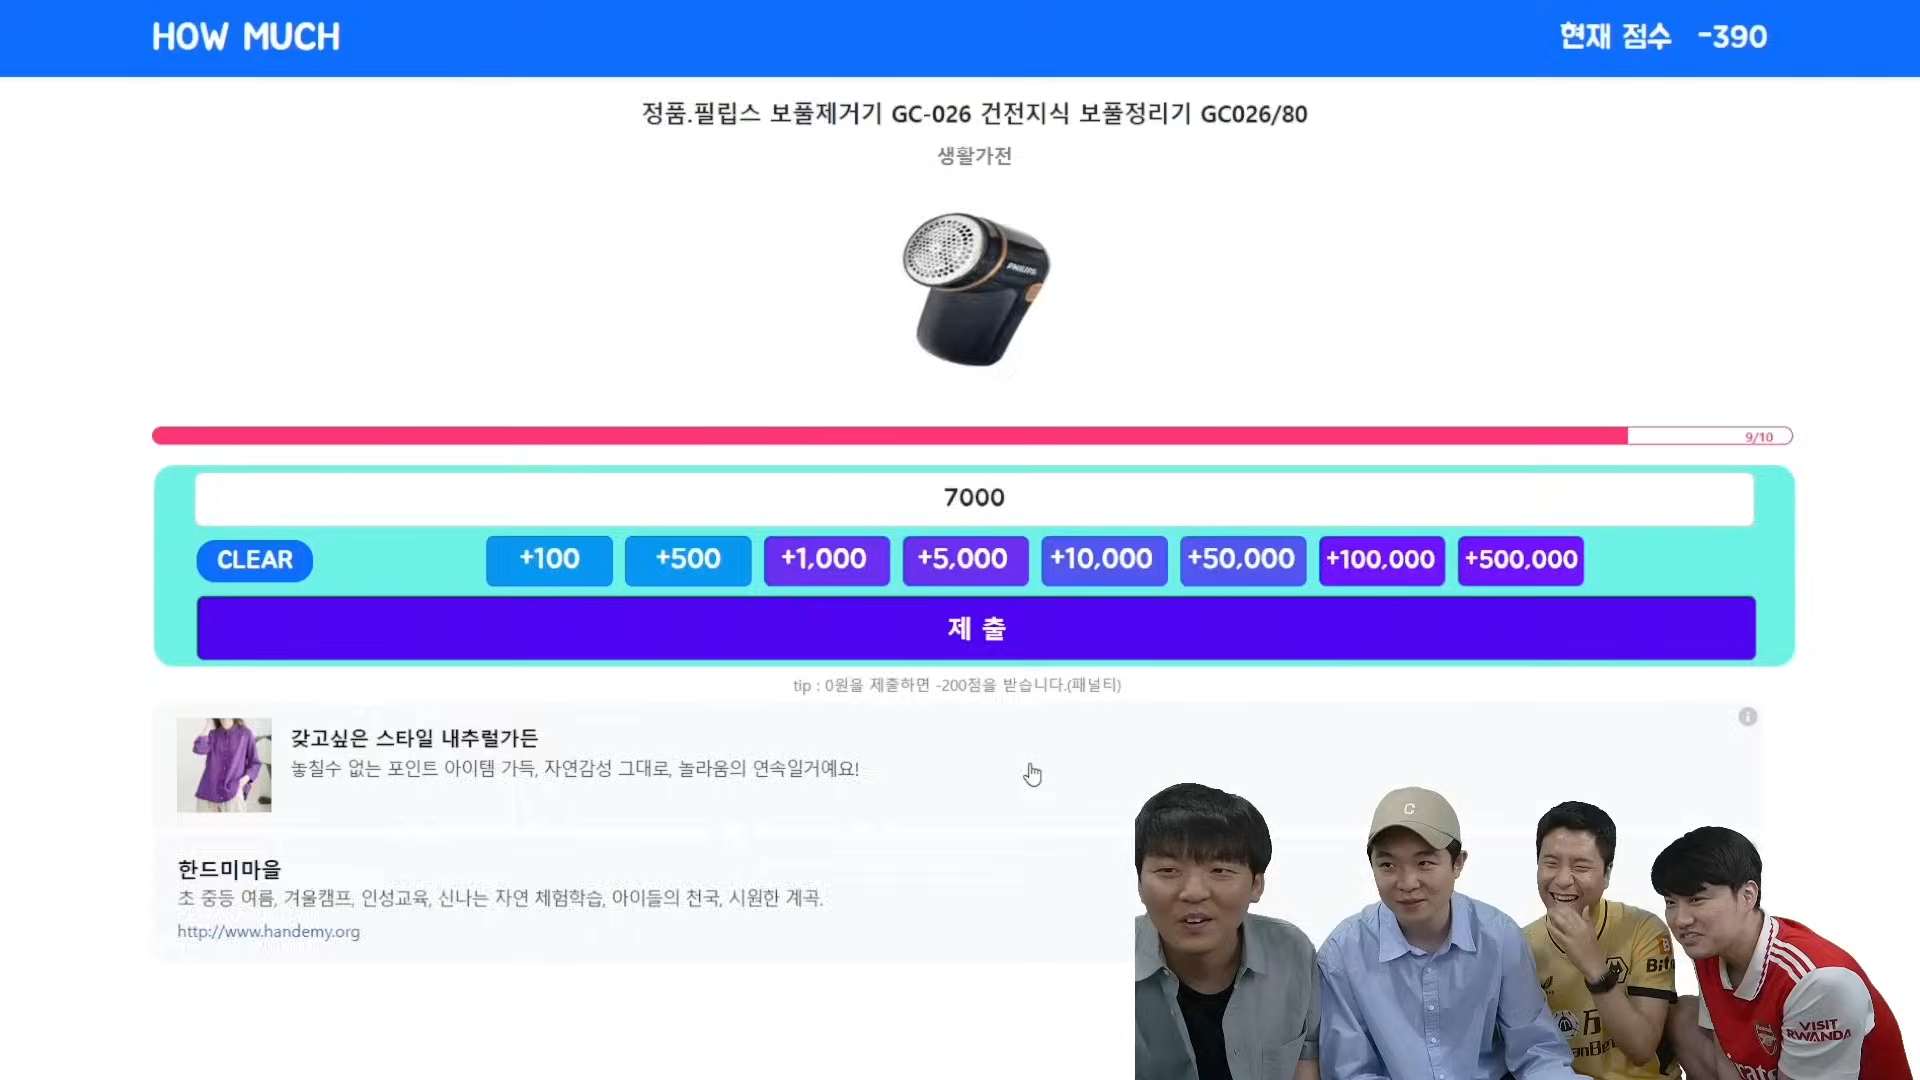 HOW MUCH
현재 점수 -390
정품.필립스 보풀제거기 GC-026 건전지식 보풀정리기 GC026/80
생활가전
PHILIPS
9/10
7000
CLEAR
+100
+500
+1,000
+5,000
+10,000
+50,000
+100,000
+500,000
제 출
tip : 0원을 제출하면 -200점을 받습니다.(패널티)
갖고싶은 스타일 내추럴가든
놓칠수 없는 포인트 아이템 가득, 자연감성 그대로, 놀라움의 연속일거예요!
한드미마을
초 중등 여름, 겨울캠프, 인성교육, 신나는 자연 체험학습, 아이들의 천국, 시원한 계곡.
http://www.handemy.org
C
VISIT
RWANDA